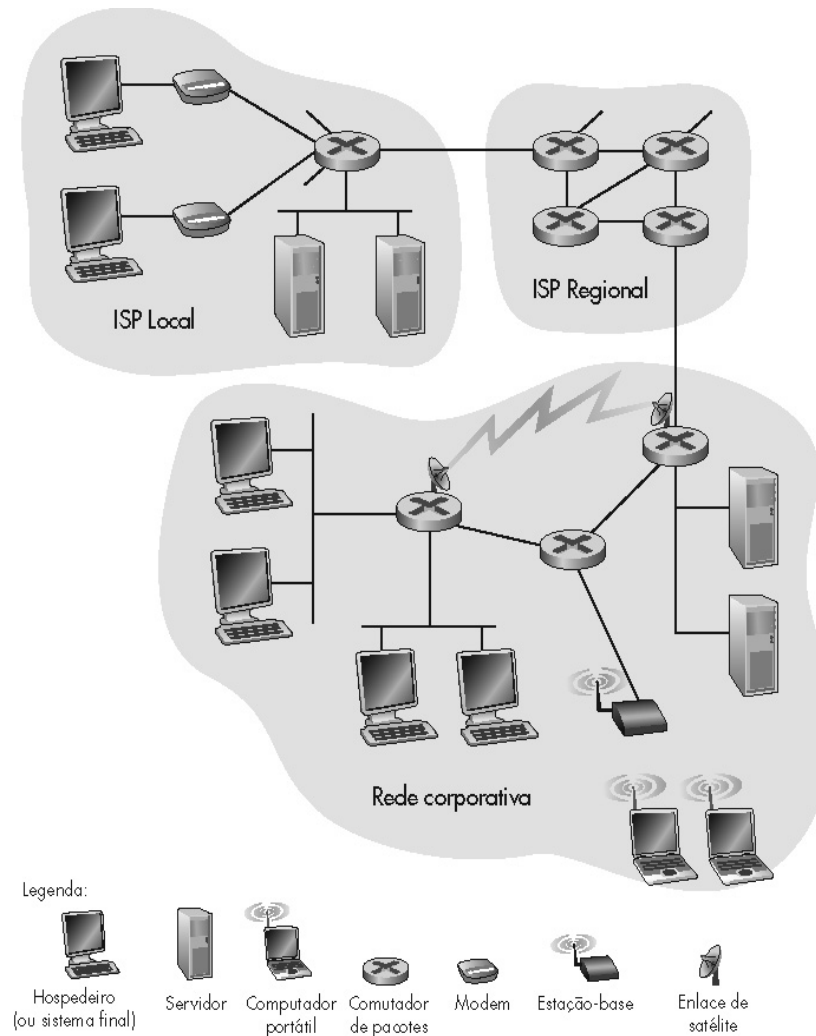 ISP Local
ISP Regional
Rede corporativa
Legenda:
Hospedeiro
(ou sistema final)
Servidor
Computador
portátil
Comutador
de pacotes
Modem
Estação-base
Enlace de
satélite